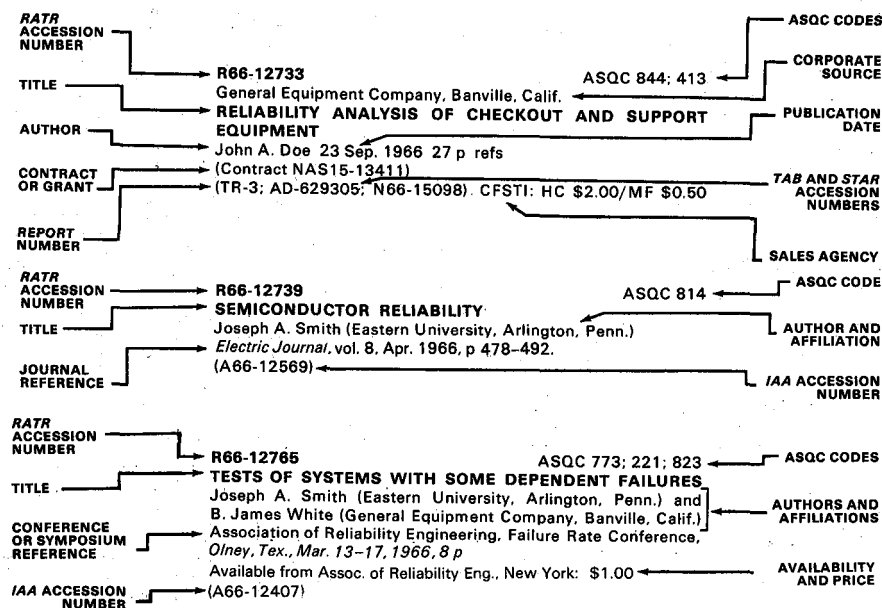 RATR
ACCESSION
NUMBER
ASQC CODES
R66-12733
ASQC 844; 413
CORPORATE
SOURCE
TITLE
General Equipment Company, Banville, Calif.
RELIABILITY ANALYSIS OF CHECKOUT AND SUPPORT
EQUIPMENT
PUBLICATION
DATE
AUTHOR
John A. Doe 23 Sep. 1966 27 p refs
CONTRACT
OR GRANT
(Contract NAS15-13411)
(TR-3; AD-629305; N66-15098) CFSTI: HC $2.00/MF $0.50
TAB AND STAR
ACCESSION
NUMBERS
REPORT
NUMBER
SALES AGENCY
RATR
ACCESSION
NUMBER
R66-12739
ASQC 814
ASQC CODE
TITLE
SEMICONDUCTOR RELIABILITY
Joseph A. Smith (Eastern University, Arlington, Penn.)
AUTHOR AND
AFFILIATION
JOURNAL
REFERENCE
Electric Journal, vol. 8, Apr. 1966, p 478-492.
(A66-12569)
IAA ACCESSION
NUMBER
RATR
ACCESSION
NUMBER
R66-12765
ASQC 773; 221; 823
ASQC CODES
TITLE
TESTS OF SYSTEMS WITH SOME DEPENDENT FAILURES
Joseph A. Smith (Eastern University, Arlington, Penn.) and
B. James White (General Equipment Company, Banville, Calif.)
AUTHORS AND
AFFILIATIONS
CONFERENCE
OR SYMPOSIUM
REFERENCE
Association of Reliability Engineering, Failure Rate Conference,
Olney, Tex., Mar. 13-17, 1966, 8 p
Available from Assoc. of Reliability Eng., New York: $1.00
AVAILABILITY
AND PRICE
IAA ACCESSION
NUMBER
(A66-12407)